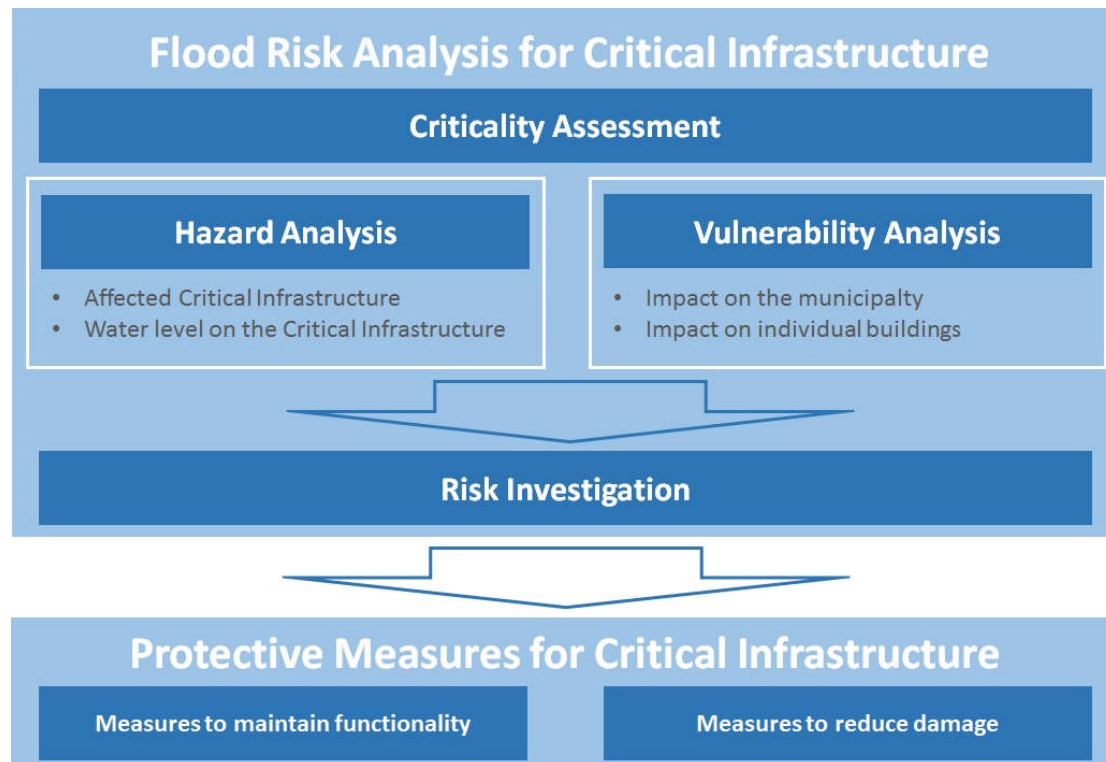 Flood Risk Analysis for Critical Infrastructure
Criticality Assessment
Hazard Analysis
• Affected Critical Infrastructure
• Water level on the Critical Infrastructure
Vulnerability Analysis
• Impact on the municipalty
• Impact on individual buildings
Risk Investigation
Protective Measures for Critical Infrastructure
Measures to maintain functionality
Measures to reduce damage